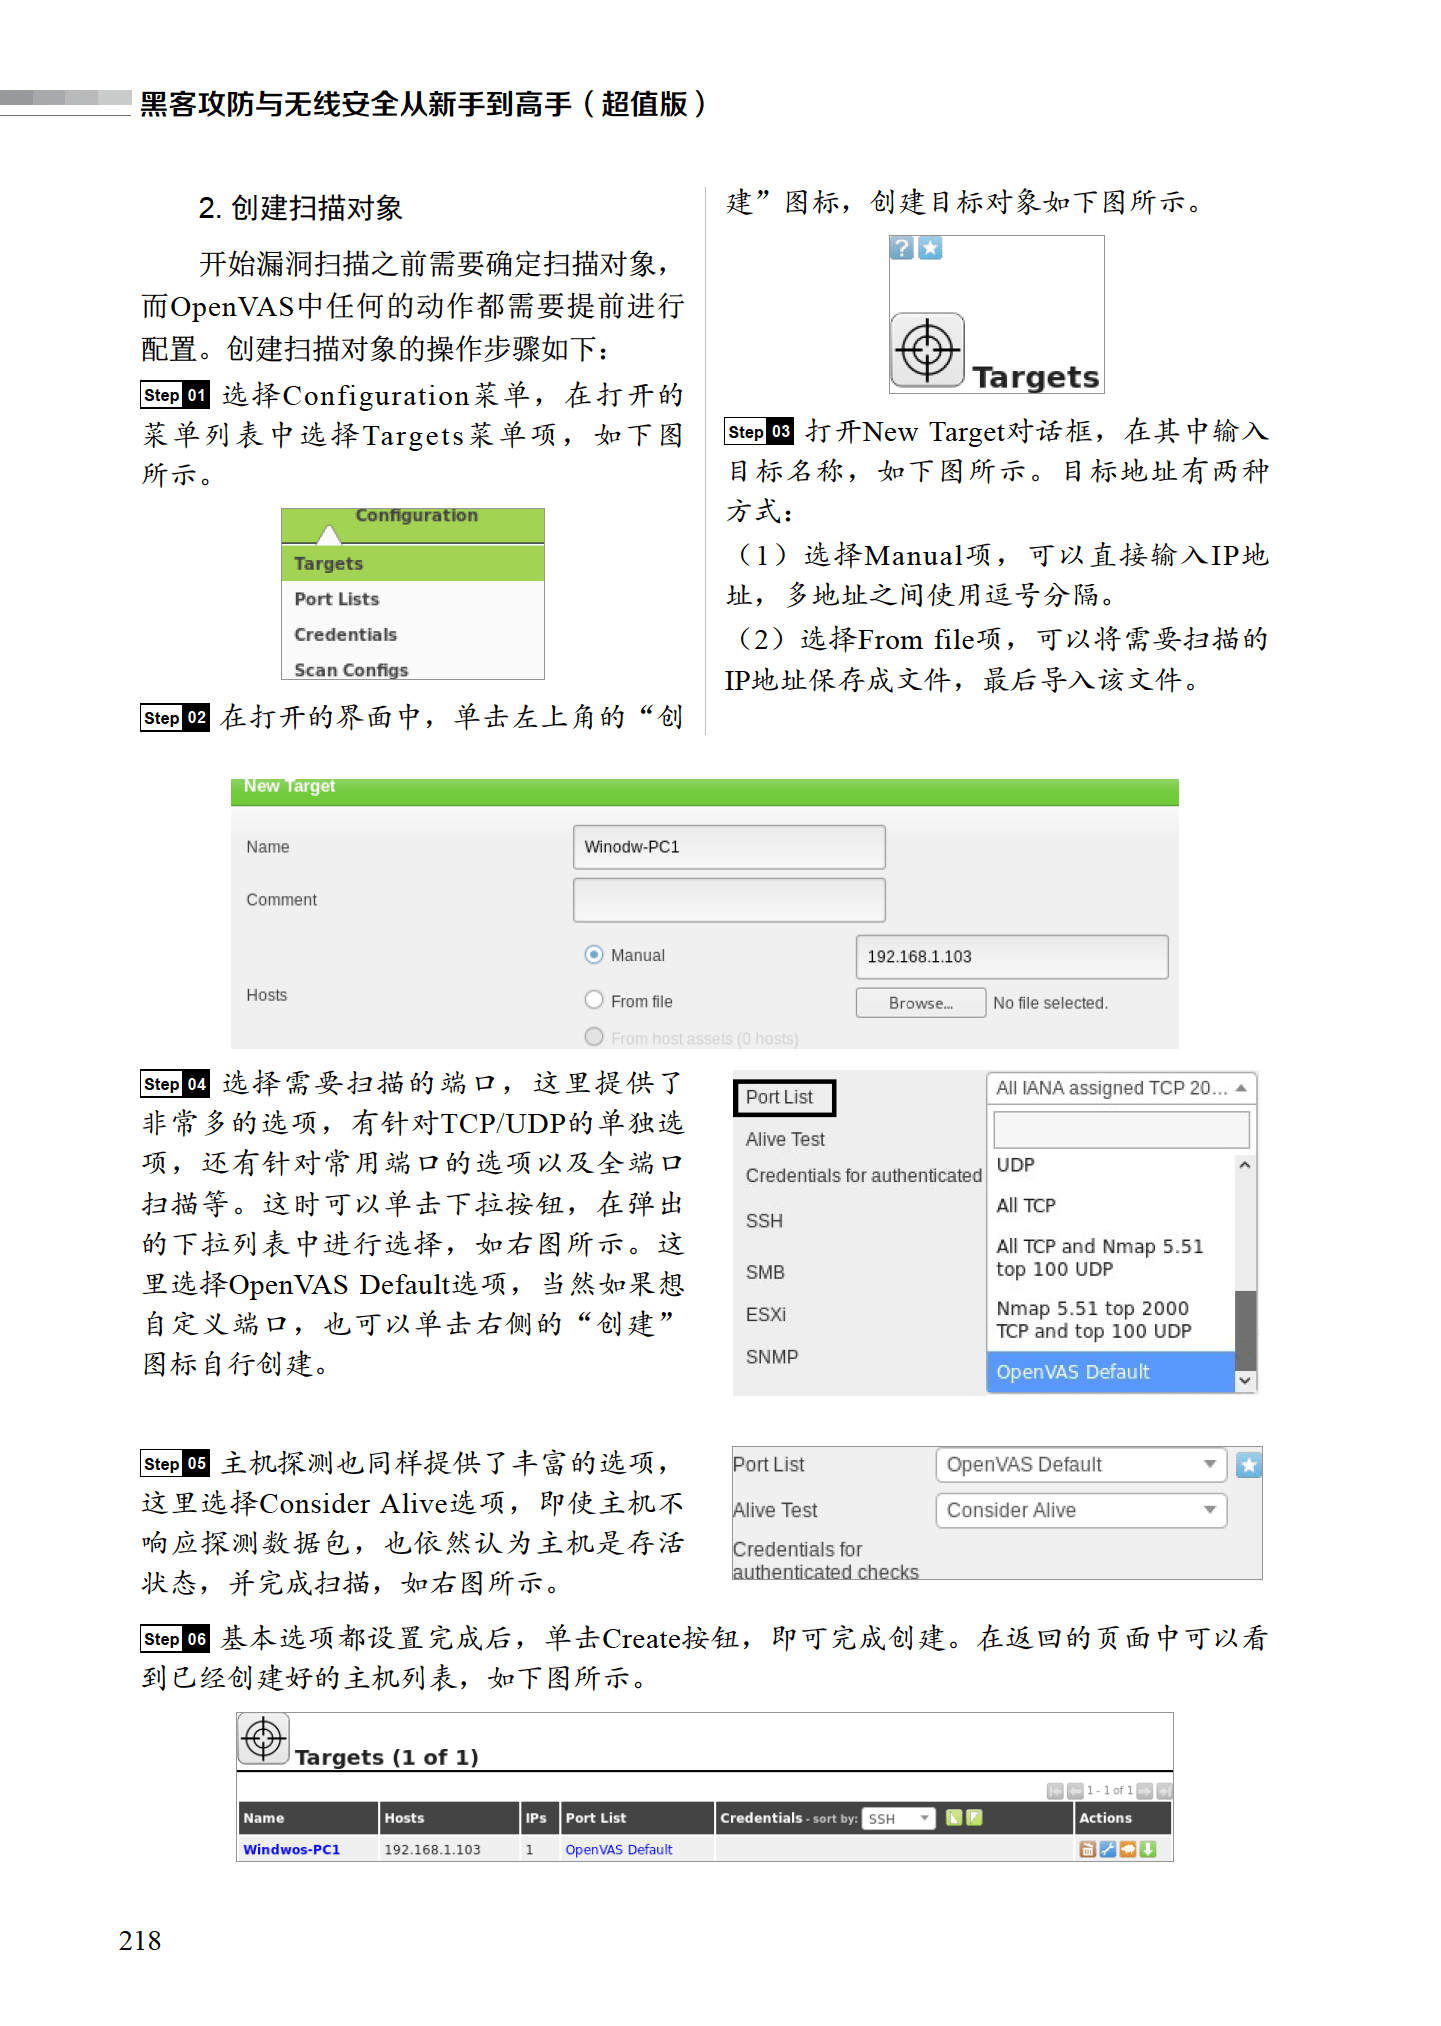 黑客攻防与无线安全从新手到高手（超值版）
2. 创建扫描对象
开始漏洞扫描之前需要确定扫描对象，
而OpenVAS中任何的动作都需要提前进行
配置。创建扫描对象的操作步骤如下：
Step 01 选择Configuration菜单，在打开的
菜单列表中选择Targets菜单项，如下图
所示。
Configuration
Targets
Port Lists
Credentials
Scan Configs
Step 02 在打开的界面中，单击左上角的“创
建”图标，创建目标对象如下图所示。
?
Targets
Step 03 打开New Target对话框，在其中输入
目标名称，如下图所示。目标地址有两种
方式：
（1）选择Manual项，可以直接输入IP地
址，多地址之间使用逗号分隔。
（2）选择From file项，可以将需要扫描的
IP地址保存成文件，最后导入该文件。
New Target
Name Winodw-PC1
Comment
Manual 192.168.1.103
Hosts
From file Browse... No file selected.
From host assets (0 hosts)
Step 04 选择需要扫描的端口，这里提供了
非常多的选项，有针对TCP/UDP的单独选
项，还有针对常用端口的选项以及全端口
扫描等。这时可以单击下拉按钮，在弹出
的下拉列表中进行选择，如右图所示。这
里选择OpenVAS Default选项，当然如果想
自定义端口，也可以单击右侧的“创建”
图标自行创建。
Port List
Alive Test
Credentials for authenticated
SSH
SMB
ESXi
SNMP
All IANA assigned TCP 20...
UDP
All TCP
All TCP and Nmap 5.51
top 100 UDP
Nmap 5.51 top 2000
TCP and top 100 UDP
OpenVAS Default
Step 05 主机探测也同样提供了丰富的选项，
这里选择Consider Alive选项，即使主机不
响应探测数据包，也依然认为主机是存活
状态，并完成扫描，如右图所示。
Port List OpenVAS Default
Alive Test Consider Alive
Credentials for
authenticated checks
Step 06 基本选项都设置完成后，单击Create按钮，即可完成创建。在返回的页面中可以看
到已经创建好的主机列表，如下图所示。
Targets (1 of 1)
1 - 1 of 1
Name Hosts IPs Port List Credentials - sort by: SSH Actions
Windwos-PC1 192.168.1.103 1 OpenVAS Default
218